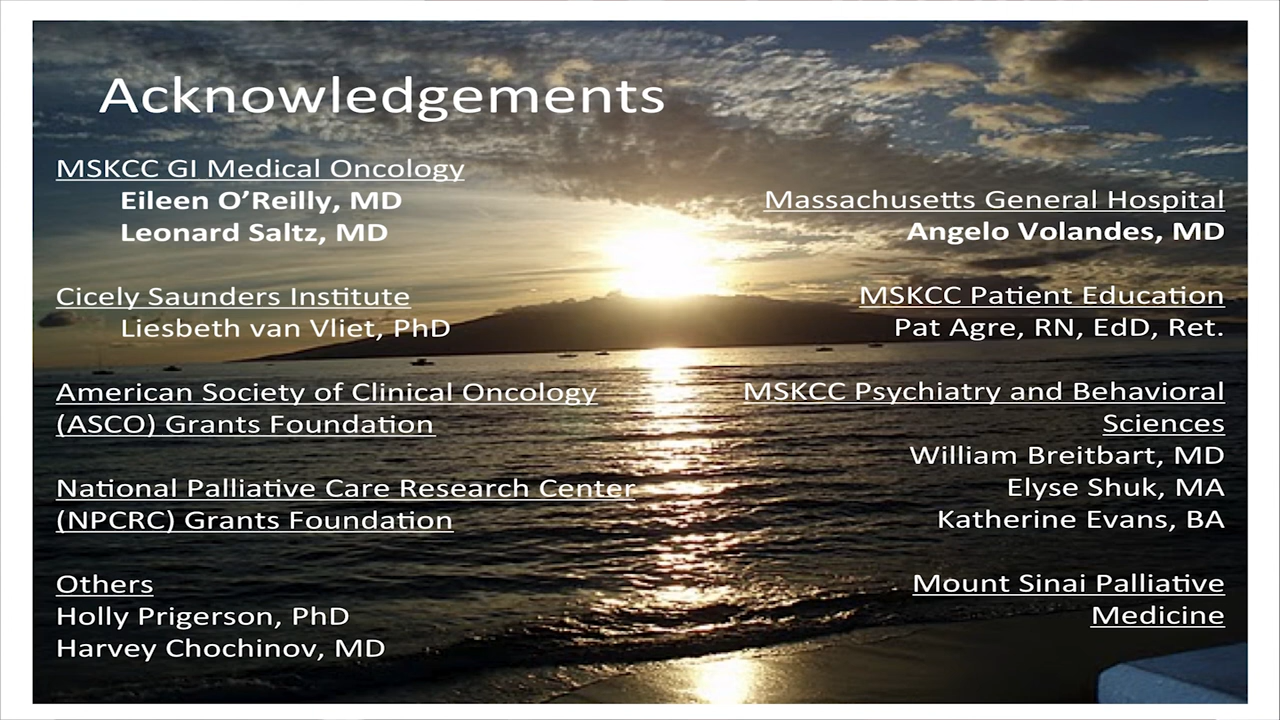 Acknowledgements
MSKCC GI Medical Oncology
Eileen O’Reilly, MD
Leonard Saltz, MD
Cicely Saunders Institute
Liesbeth van Vliet, PhD
American Society of Clinical Oncology
(ASCO) Grants Foundation
National Palliative Care Research Center
(NPCRC) Grants Foundation
Others
Holly Prigerson, PhD
Harvey Chochinov, MD
Massachusetts General Hospital
Angelo Volandes, MD
MSKCC Patient Education
Pat Agre, RN, EdD, Ret.
MSKCC Psychiatry and Behavioral
Sciences
William Breitbart, MD
Elyse Shuk, MA
Katherine Evans, BA
Mount Sinai Palliative
Medicine